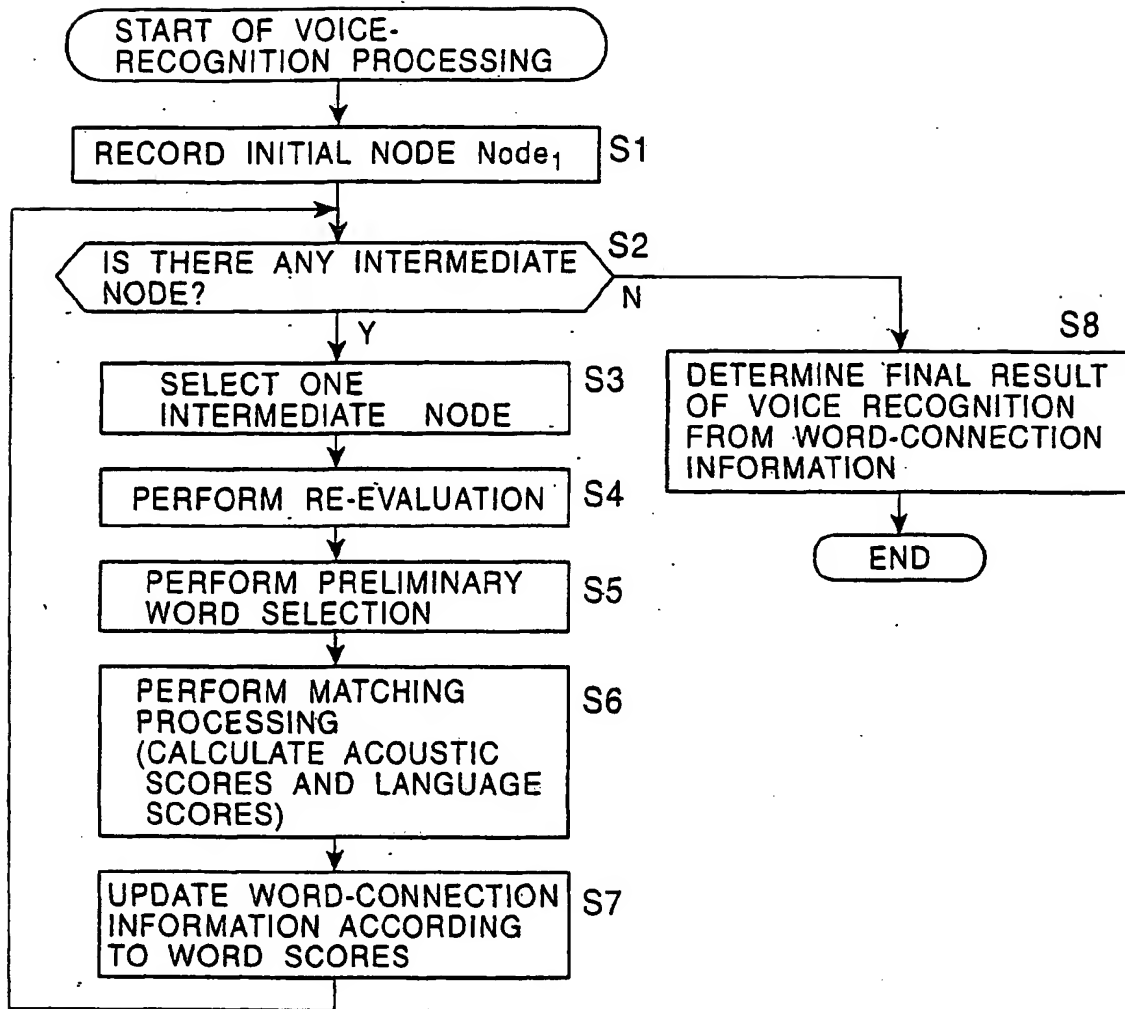 START OF VOICE-
RECOGNITION PROCESSING
RECORD INITIAL NODE Node₁
S1
IS THERE ANY INTERMEDIATE
NODE?
S2
N
Y
SELECT ONE
INTERMEDIATE NODE
S3
PERFORM RE-EVALUATION
S4
PERFORM PRELIMINARY
WORD SELECTION
S5
PERFORM MATCHING
PROCESSING
(CALCULATE ACOUSTIC
SCORES AND LANGUAGE
SCORES)
S6
UPDATE WORD-CONNECTION
INFORMATION ACCORDING
TO WORD SCORES
S7
S8
DETERMINE FINAL RESULT
OF VOICE RECOGNITION
FROM WORD-CONNECTION
INFORMATION
END